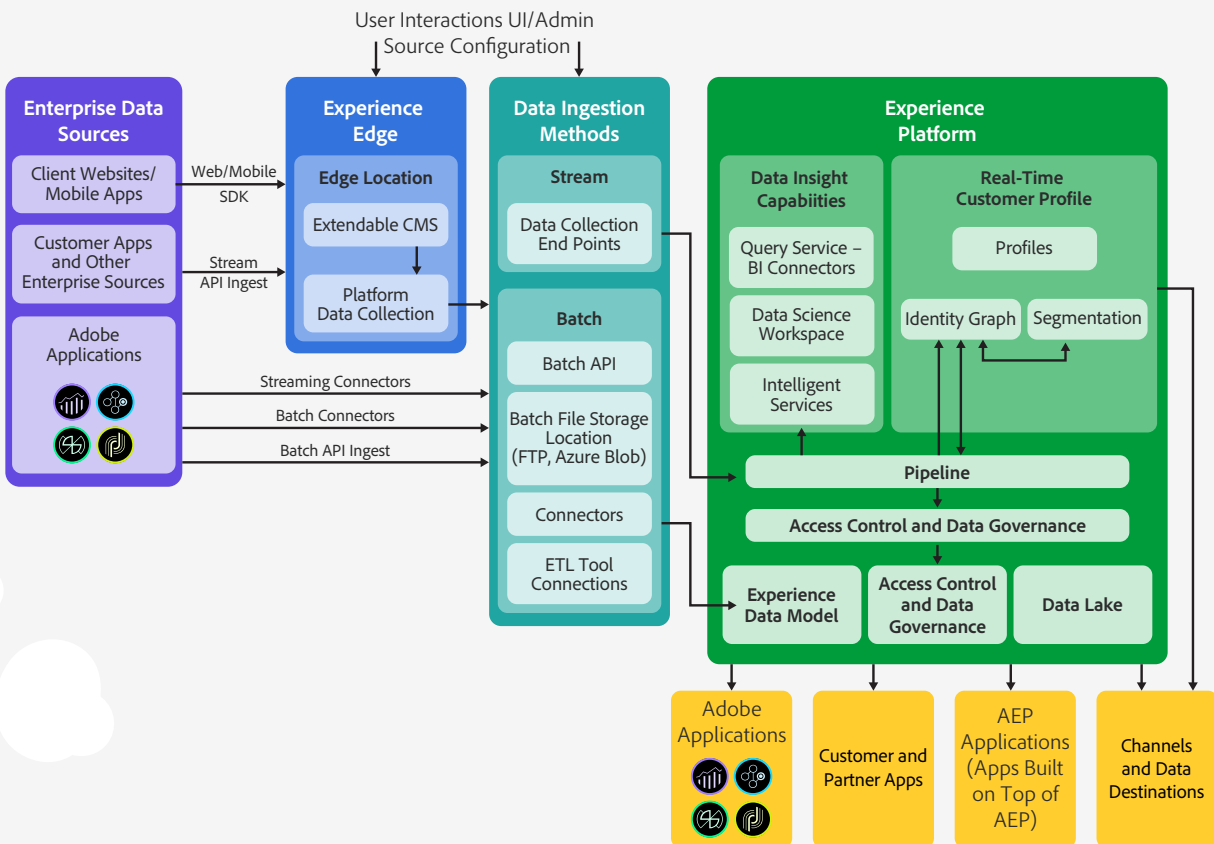 User Interactions UI/Admin
Source Configuration
Enterprise Data
Sources
Client Websites/
Mobile Apps
Customer Apps
and Other
Enterprise Sources
Adobe
Applications
Web/Mobile
SDK
Stream
API Ingest
Streaming Connectors
Batch Connectors
Batch API Ingest
Experience
Edge
Edge Location
Extendable CMS
Platform
Data Collection
Data Ingestion
Methods
Stream
Data Collection
End Points
Batch
Batch API
Batch File Storage
Location
(FTP, Azure Blob)
Connectors
ETL Tool
Connections
Experience
Platform
Data Insight
Capabiities
Query Service –
BI Connectors
Data Science
Workspace
Intelligent
Services
Real-Time
Customer Profile
Profiles
Identity Graph
Segmentation
Pipeline
Access Control and Data Governance
Experience
Data Model
Access Control
and Data
Governance
Data Lake
Adobe
Applications
Customer and
Partner Apps
AEP
Applications
(Apps Built
on Top of
AEP)
Channels
and Data
Destinations